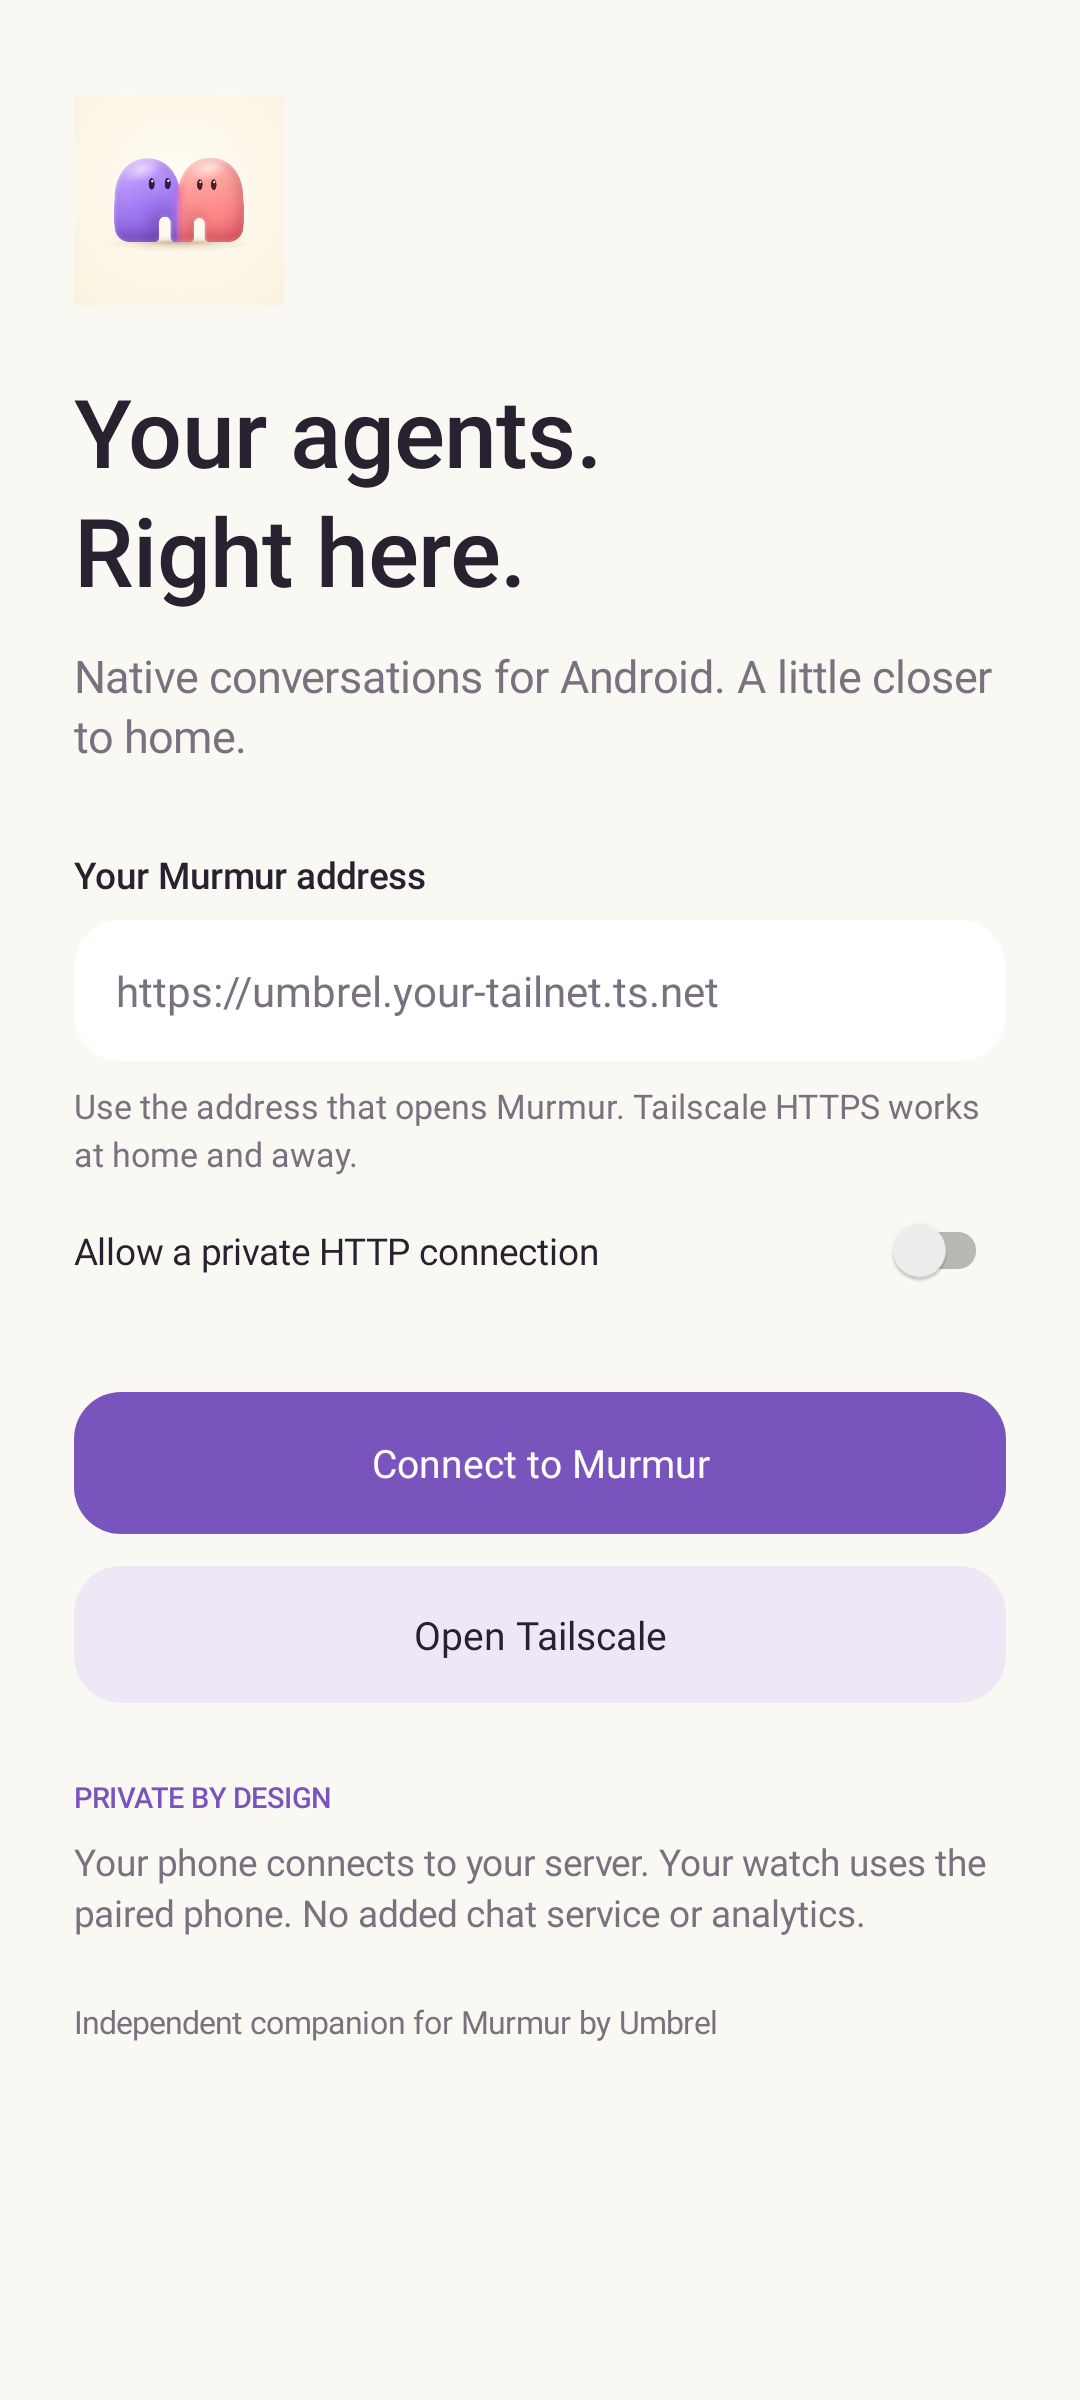 Your agents.
Right here.
Native conversations for Android. A little closer
to home.
Your Murmur address
https://umbrel.your-tailnet.ts.net
Use the address that opens Murmur. Tailscale HTTPS works
at home and away.
Allow a private HTTP connection
Connect to Murmur
Open Tailscale
PRIVATE BY DESIGN
Your phone connects to your server. Your watch uses the
paired phone. No added chat service or analytics.
Independent companion for Murmur by Umbrel